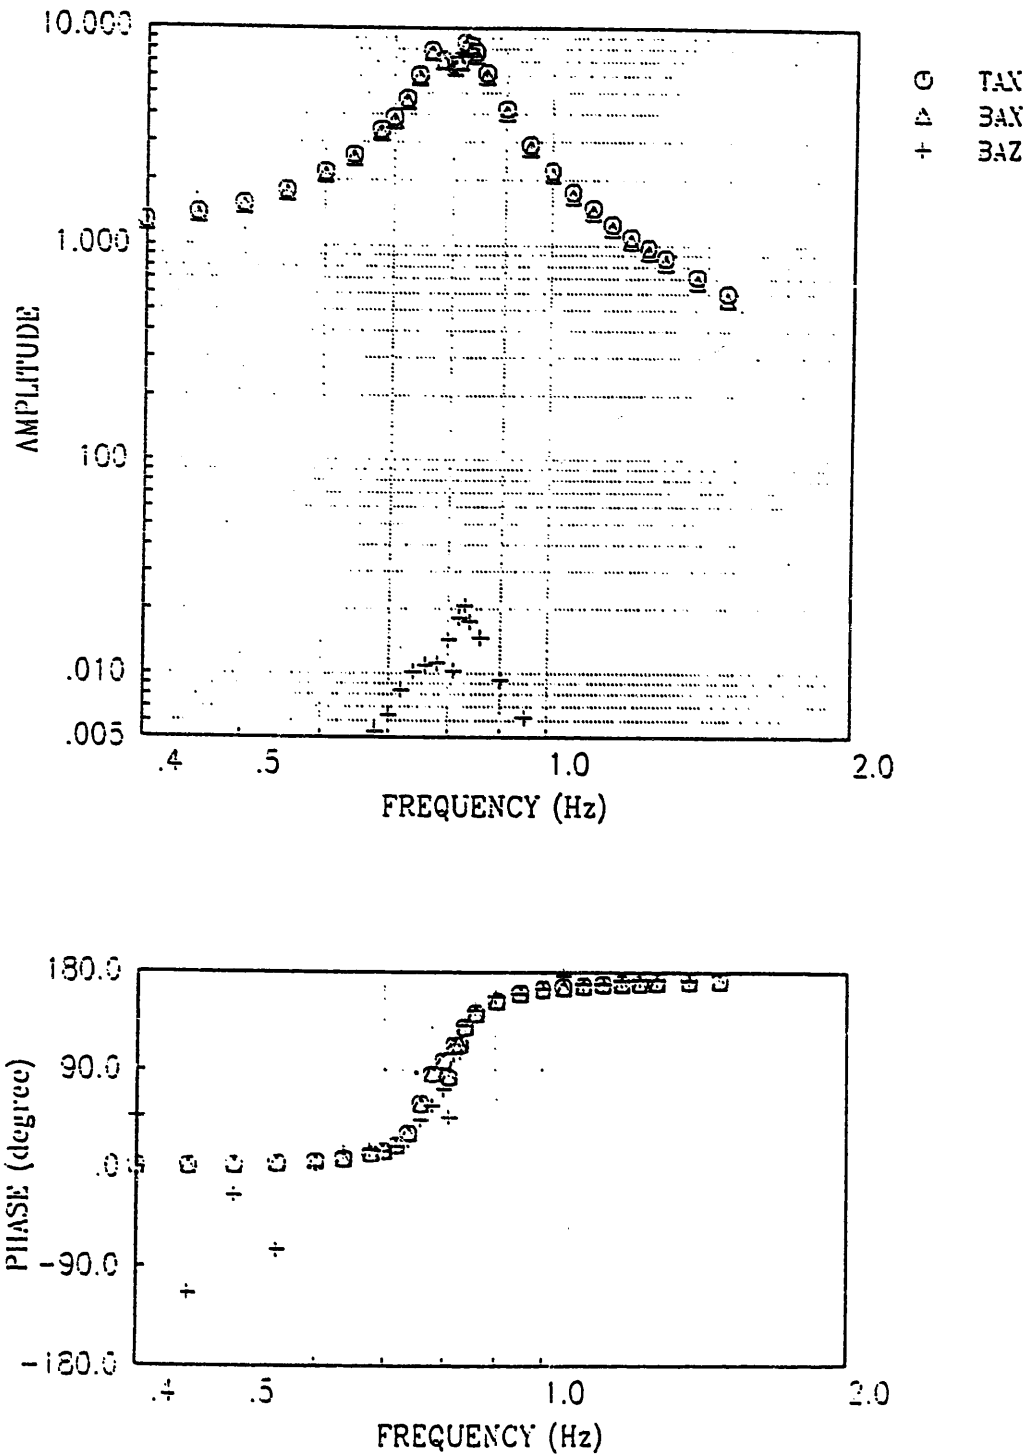 10.000
TAX
BAX
BAZ
1.000
AMPLITUDE
100
.010
.005
.4 .5 1.0 2.0
FREQUENCY (Hz)
180.0
90.0
.0
PHASE (degree)
-90.0
-180.0
.4 .5 1.0 2.0
FREQUENCY (Hz)